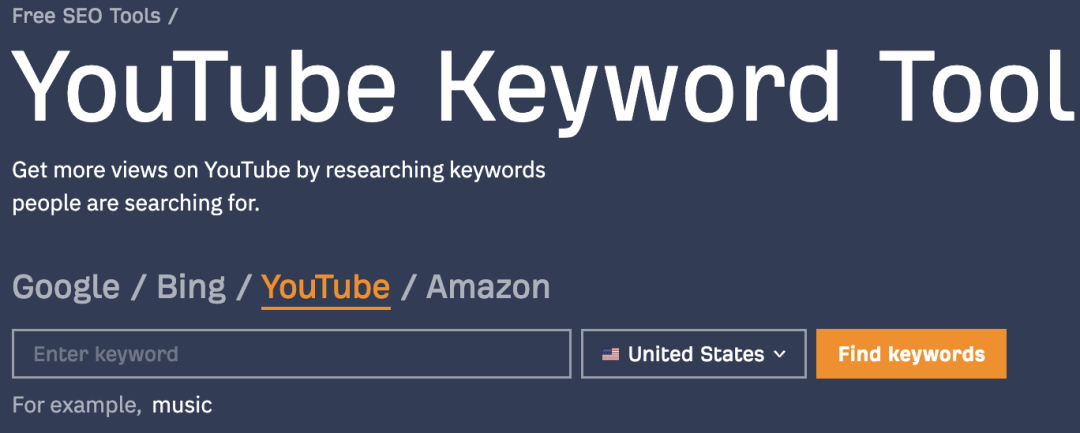 Free SEO Tools /
YouTube Keyword Tool
Get more views on YouTube by researching keywords
people are searching for.
Google / Bing / YouTube / Amazon
Enter keyword United States Find keywords
For example, music